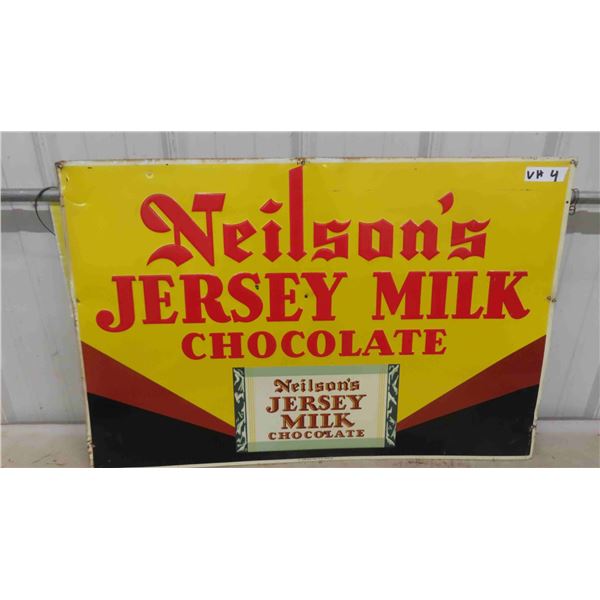 VH 4
Neilson's
JERSEY MILK
CHOCOLATE
Neilson's
JERSEY
MILK
CHOCOLATE